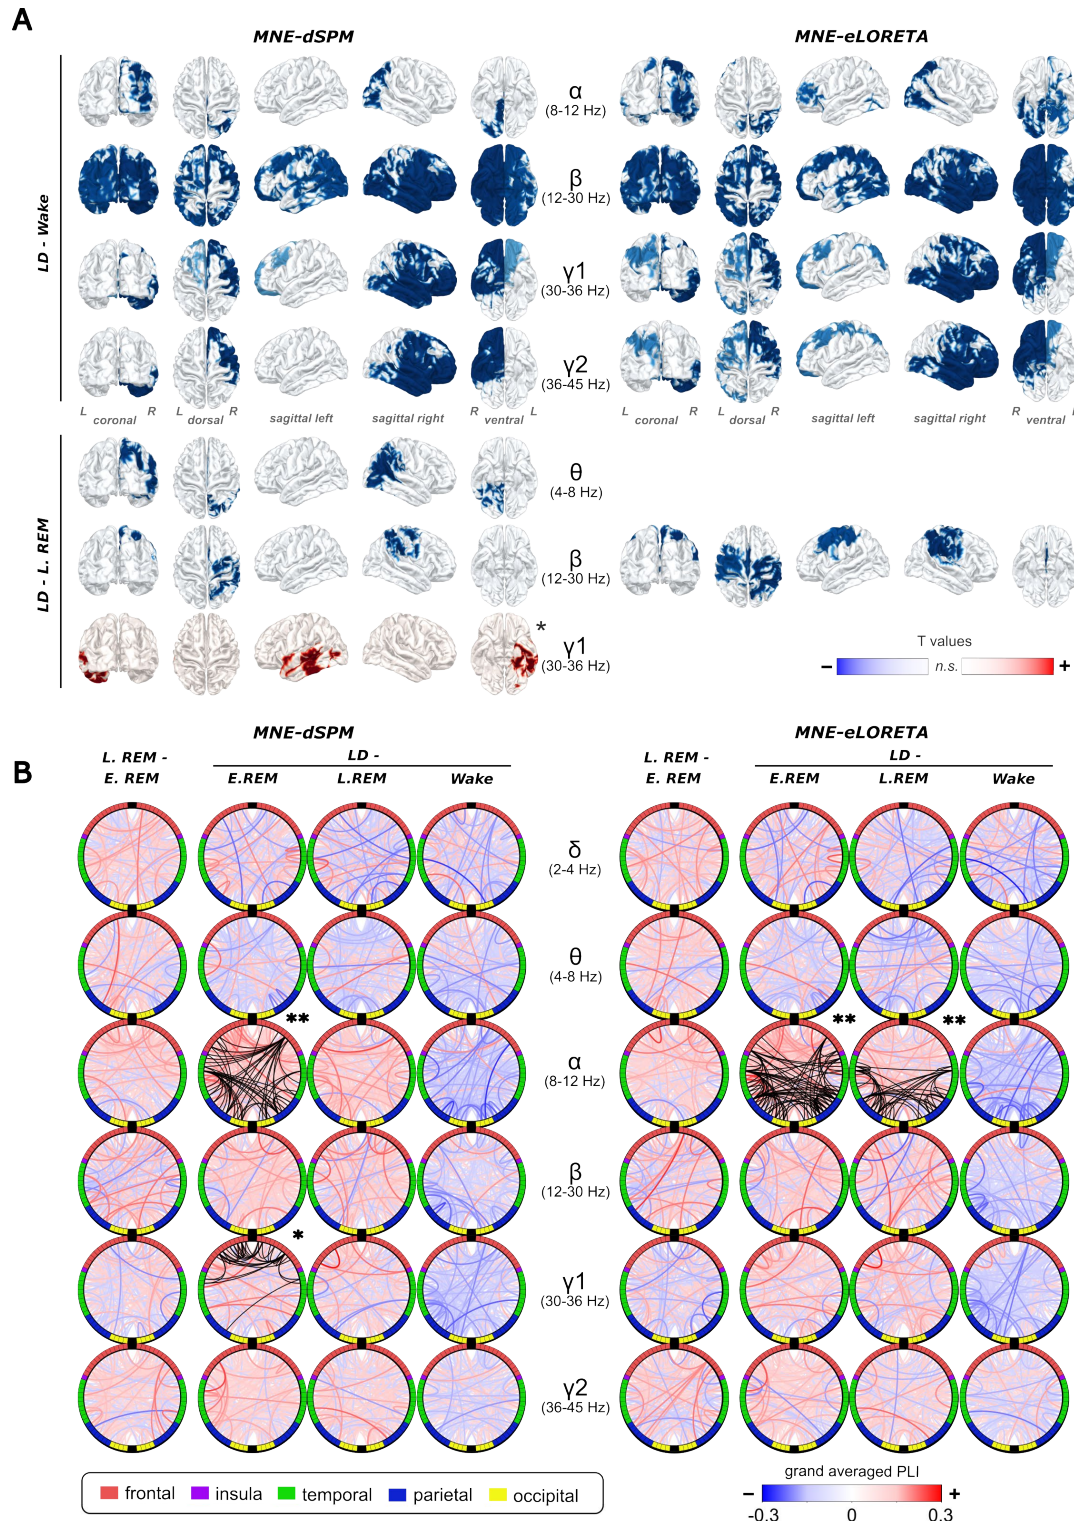 A
MNE-dSPM
MNE-eLORETA
LD - Wake
α
(8-12 Hz)
β
(12-30 Hz)
γ1
(30-36 Hz)
γ2
(36-45 Hz)
L R L R R L
coronal dorsal sagittal left sagittal right ventral
L R L R R L
coronal dorsal sagittal left sagittal right ventral
LD - L. REM
θ
(4-8 Hz)
β
(12-30 Hz)
*
γ1
(30-36 Hz)
T values
− n.s. +
B
MNE-dSPM
MNE-eLORETA
L. REM -
E. REM
LD -
E.REM L.REM Wake
L. REM -
E. REM
LD -
E.REM L.REM Wake
δ
(2-4 Hz)
θ
(4-8 Hz)
** ** **
α
(8-12 Hz)
β
(12-30 Hz)
*
γ1
(30-36 Hz)
γ2
(36-45 Hz)
frontal insula temporal parietal occipital
grand averaged PLI
− +
-0.3 0 0.3